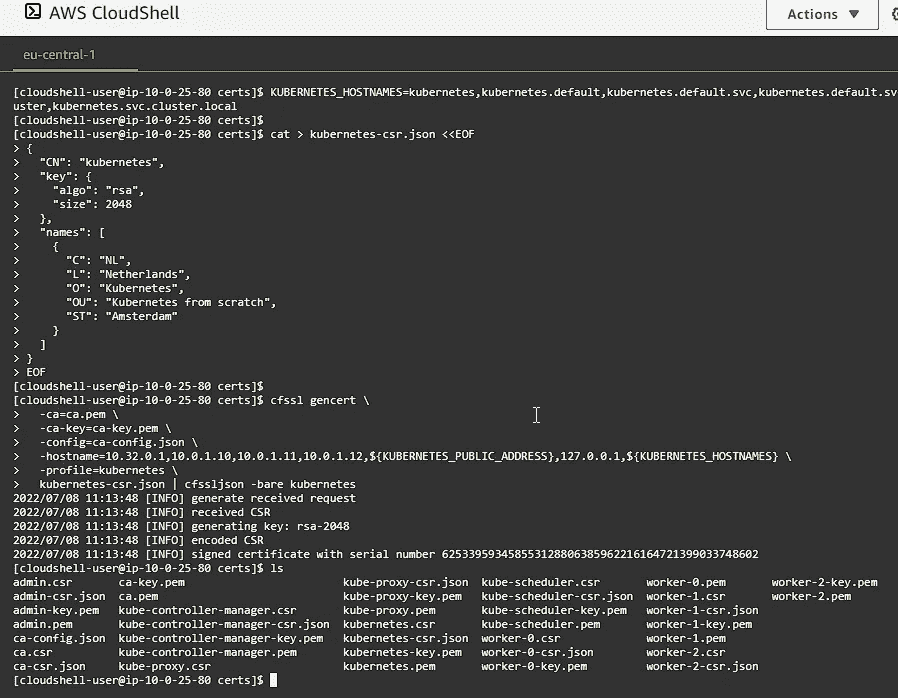 AWS CloudShell
Actions ▼
eu-central-1
[cloudshell-user@ip-10-0-25-80 certs]$ KUBERNETES_HOSTNAMES=kubernetes,kubernetes.default,kubernetes.default.svc,kubernetes.default.sv
uster,kubernetes.svc.cluster.local
[cloudshell-user@ip-10-0-25-80 certs]$
[cloudshell-user@ip-10-0-25-80 certs]$ cat > kubernetes-csr.json <<EOF
> {
>   "CN": "kubernetes",
>   "key": {
>     "algo": "rsa",
>     "size": 2048
>   },
>   "names": [
>     {
>       "C": "NL",
>       "L": "Netherlands",
>       "O": "Kubernetes",
>       "OU": "Kubernetes from scratch",
>       "ST": "Amsterdam"
>     }
>   ]
> }
> EOF
[cloudshell-user@ip-10-0-25-80 certs]$
[cloudshell-user@ip-10-0-25-80 certs]$ cfssl gencert \
>   -ca=ca.pem \
>   -ca-key=ca-key.pem \
>   -config=ca-config.json \
>   -hostname=10.32.0.1,10.0.1.10,10.0.1.11,10.0.1.12,${KUBERNETES_PUBLIC_ADDRESS},127.0.0.1,${KUBERNETES_HOSTNAMES} \
>   -profile=kubernetes \
>   kubernetes-csr.json | cfssljson -bare kubernetes
2022/07/08 11:13:48 [INFO] generate received request
2022/07/08 11:13:48 [INFO] received CSR
2022/07/08 11:13:48 [INFO] generating key: rsa-2048
2022/07/08 11:13:48 [INFO] encoded CSR
2022/07/08 11:13:48 [INFO] signed certificate with serial number 625339593458553128806385962216164721399033748602
[cloudshell-user@ip-10-0-25-80 certs]$ ls
admin.csr ca-key.pem kube-proxy-csr.json kube-scheduler.csr worker-0.pem worker-2-key.pem
admin-csr.json ca.pem kube-proxy-key.pem kube-scheduler-csr.json worker-1.csr worker-2.pem
admin-key.pem kube-controller-manager.csr kube-proxy.pem kube-scheduler-key.pem worker-1-csr.json
admin.pem kube-controller-manager-csr.json kubernetes.csr kube-scheduler.pem worker-1-key.pem
ca-config.json kube-controller-manager-key.pem kubernetes-csr.json worker-0.csr worker-1.pem
ca.csr kube-controller-manager.pem kubernetes-key.pem worker-0-csr.json worker-2.csr
ca-csr.json kube-proxy.csr kubernetes.pem worker-0-key.pem worker-2-csr.json
[cloudshell-user@ip-10-0-25-80 certs]$